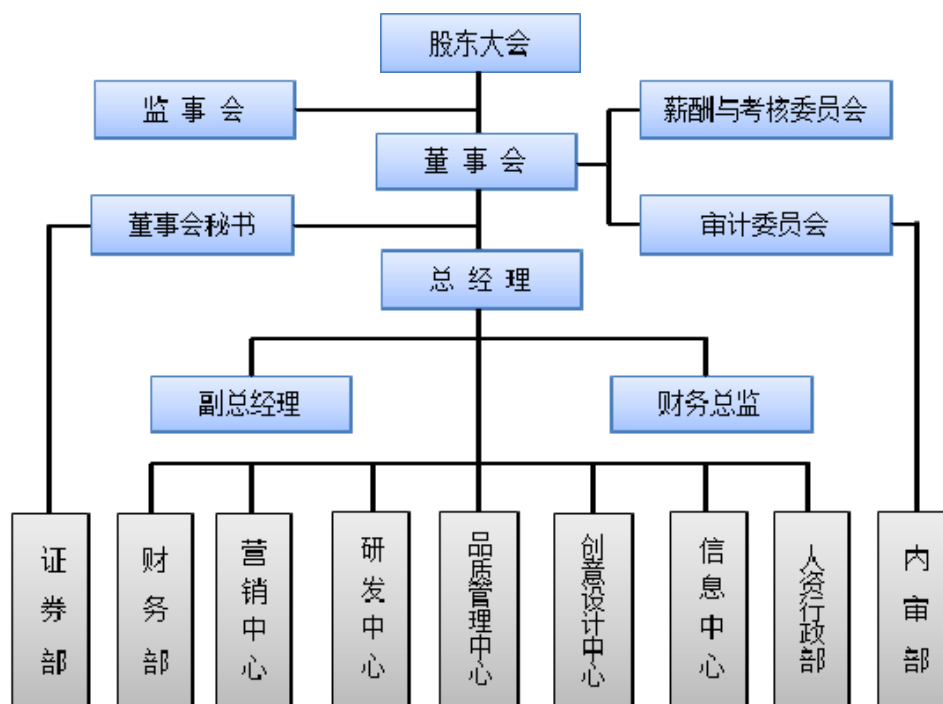 股东大会
监事会
薪酬与考核委员会
董事会
董事会秘书
审计委员会
总经理
副总经理
财务总监
证券部
财务部
营销中心
研发中心
品质管理中心
创意设计中心
信息中心
人资行政部
内审部